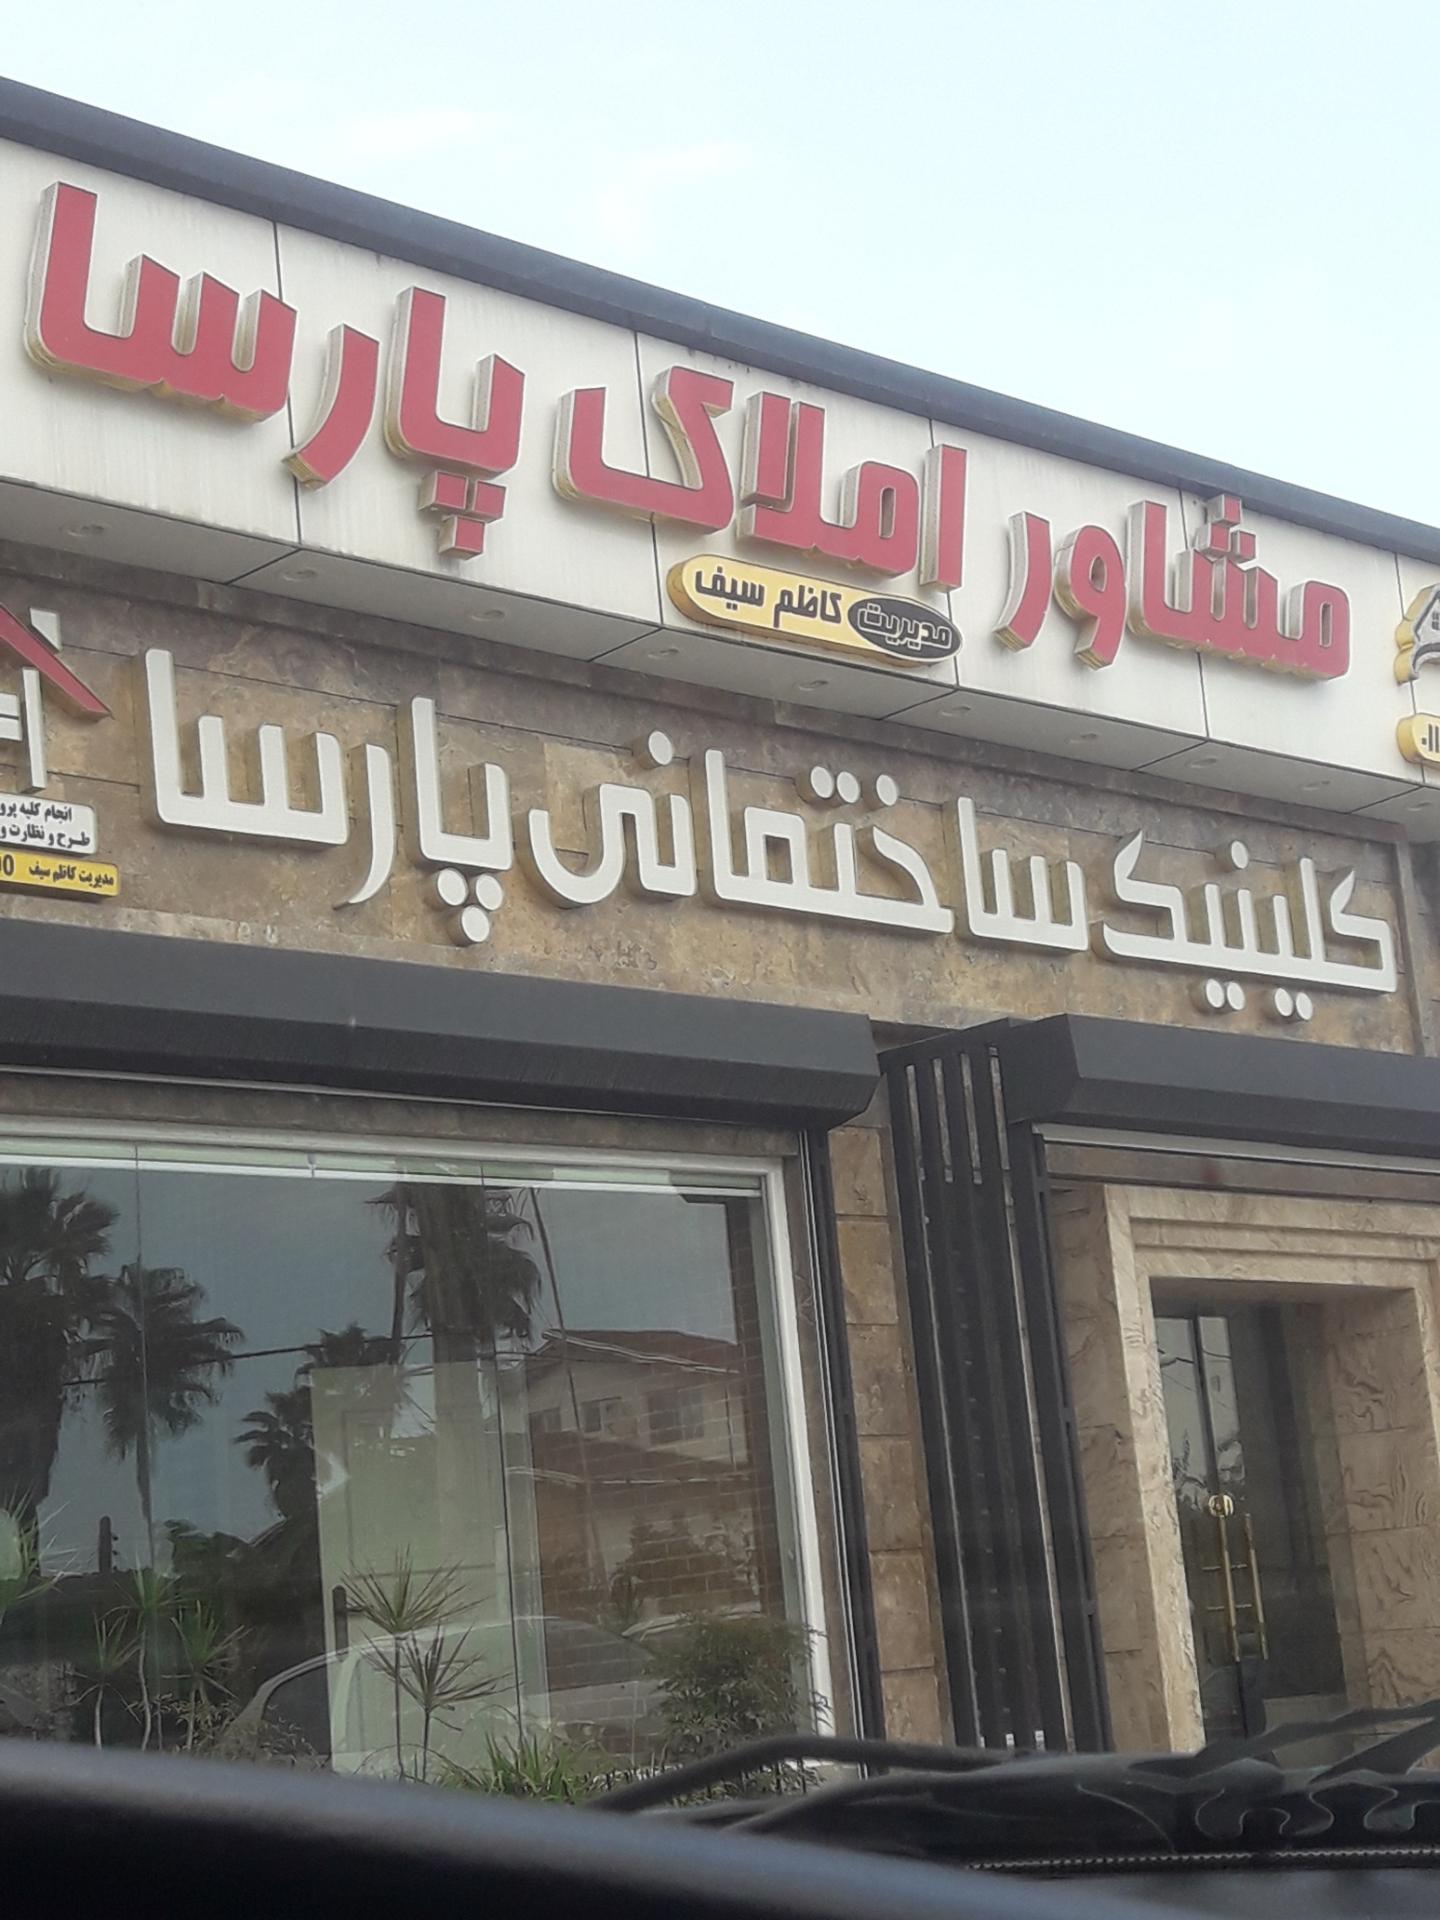 مشاور املاک پارسا
مدیریت کاظم سیف
کلینیک ساختمانی پارسا
انجام کلیه
طرح و نظارت و
مدیریت کاظم سیف